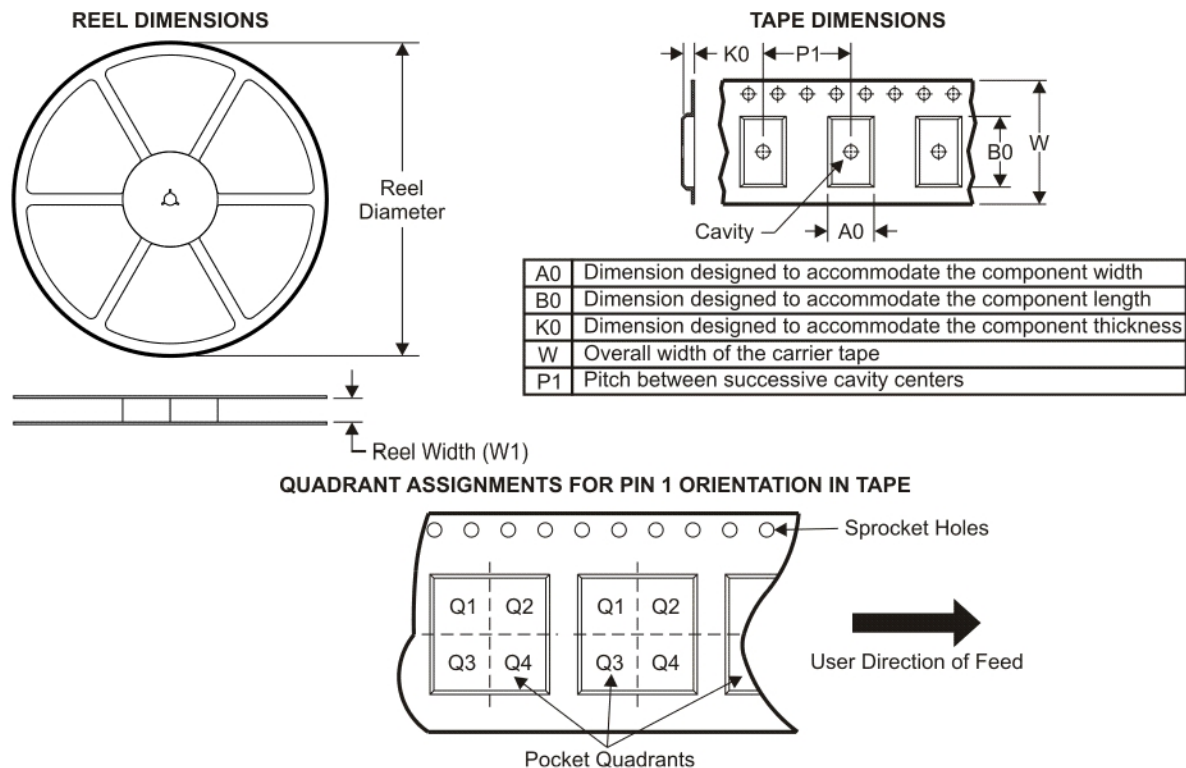 REEL DIMENSIONS
Reel
Diameter
Reel Width (W1)
TAPE DIMENSIONS
K0
P1
B0
W
Cavity
A0
A0 Dimension designed to accommodate the component width
B0 Dimension designed to accommodate the component length
K0 Dimension designed to accommodate the component thickness
W Overall width of the carrier tape
P1 Pitch between successive cavity centers
QUADRANT ASSIGNMENTS FOR PIN 1 ORIENTATION IN TAPE
Sprocket Holes
Q1 Q2 Q1 Q2
Q3 Q4 Q3 Q4
User Direction of Feed
Pocket Quadrants